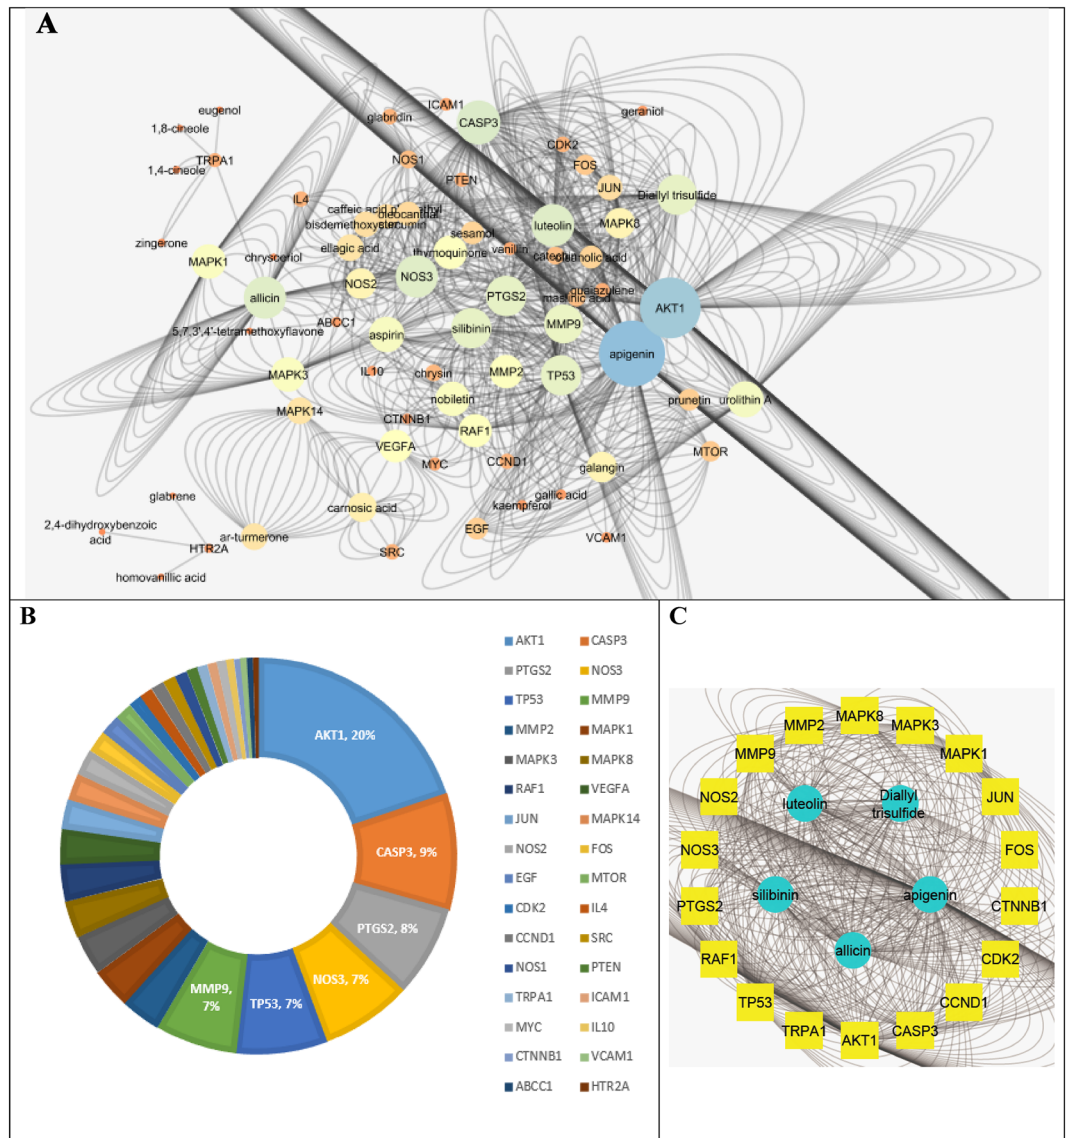 A
ICAM1
eugenol
glabridin
geraniol
1,8-cineole
CASP3
CDK2
NOS1
TRPA1
FOS
1,4-cineole
PTEN
JUN
Diallyl trisulfide
IL4
oleocanthal
luteolin
MAPK8
bisdemethoxycurcumin
sesamol
zingerone
ellagic acid
thymoquinone
vanillin
catechin
oleanolic acid
chryseriol
MAPK1
NOS3
NOS2
guaiazulene
allicin
PTGS2
maslinic acid
AKT1
ABCC1
MMP9
5,7,3',4'-tetramethoxyflavone
silibinin
aspirin
apigenin
IL10
chrysin
MMP2
TP53
MAPK3
nobiletin
prunetin
urolithin A
MAPK14
CTNNB1
RAF1
VEGFA
MTOR
MYC
CCND1
galangin
glabrene
gallic acid
carnosic acid
kaempferol
2,4-dihydroxybenzoic
acid
EGF
ar-turmerone
VCAM1
HTR2A
SRC
homovanillic acid
B
AKT1, 20%
CASP3, 9%
PTGS2, 8%
NOS3, 7%
TP53, 7%
MMP9,
7%
AKT1 CASP3
PTGS2 NOS3
TP53 MMP9
MMP2 MAPK1
MAPK3 MAPK8
RAF1 VEGFA
JUN MAPK14
NOS2 FOS
EGF MTOR
CDK2 IL4
CCND1 SRC
NOS1 PTEN
TRPA1 ICAM1
MYC IL10
CTNNB1 VCAM1
ABCC1 HTR2A
C
MAPK8
MMP2
MAPK3
MMP9
MAPK1
NOS2
luteolin
Diallyl
trisulfide
JUN
NOS3
FOS
silibinin
apigenin
PTGS2
CTNNB1
allicin
RAF1
CDK2
TP53
CCND1
TRPA1
AKT1
CASP3